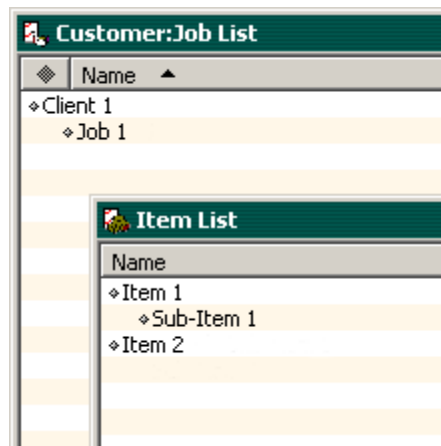 Customer:Job List
Name
Client 1
Job 1
Item List
Name
Item 1
Sub-Item 1
Item 2